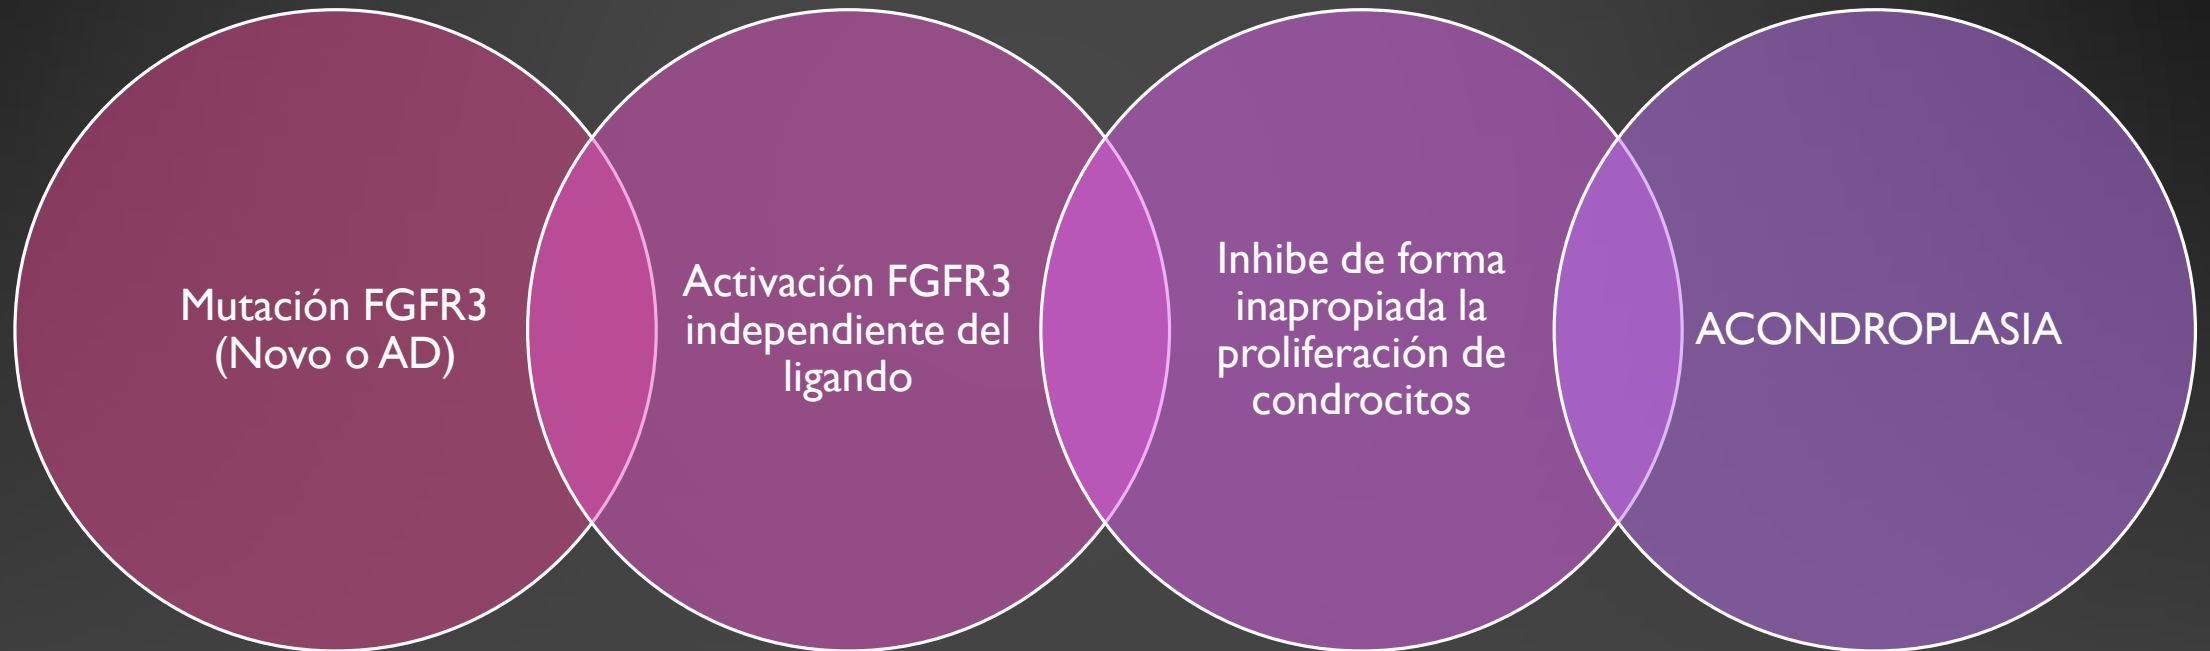 Mutación FGFR3
(Novo o AD)
Activación FGFR3
independiente del
ligando
Inhibe de forma
inapropiada la
proliferación de
condrocitos
ACONDROPLASIA